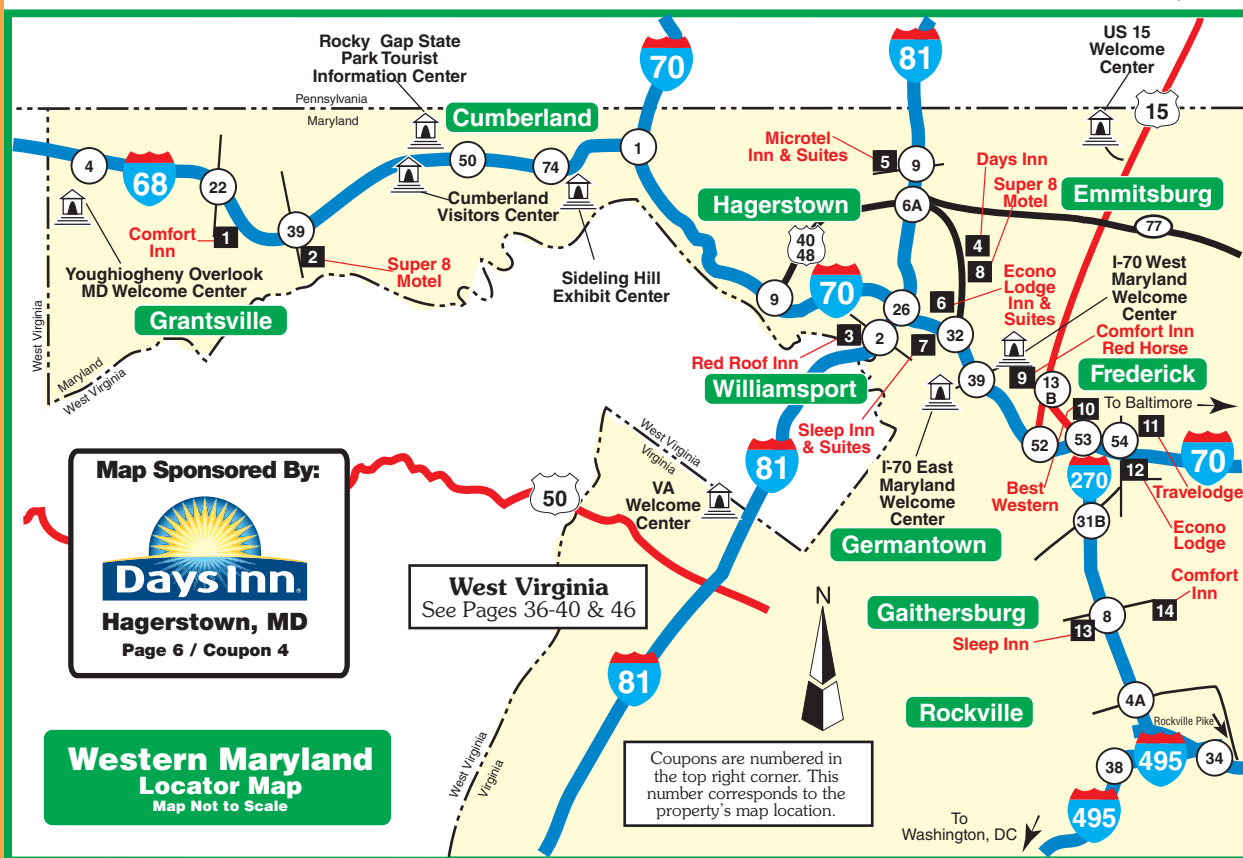 Rocky Gap State
Park Tourist
Information Center
Pennsylvania
Maryland
Cumberland
70
81
US 15
Welcome
Center
15
4
68
22
50
74
1
Cumberland
Visitors Center
39
Comfort
Inn
1
2
Super 8
Motel
Youghiogheny Overlook
MD Welcome Center
Grantsville
Sideling Hill
Exhibit Center
West Virginia
Maryland
West Virginia
Microtel
Inn & Suites
5
9
Days Inn
Super 8
Motel
Emmitsburg
Hagerstown
6A
77
40
48
4
8
9
70
26
6
Econo
Lodge
Inn &
Suites
I-70 West
Maryland
Welcome
Center
Comfort Inn
Red Horse
3
2
7
32
Red Roof Inn
Williamsport
39
9
13
B
Frederick
To Baltimore
10
11
Sleep Inn
& Suites
52
53
54
70
West Virginia
Virginia
81
I-70 East
Maryland
Welcome
Center
Best
Western
270
12
Travelodge
Econo
Lodge
VA
Welcome
Center
50
31B
Germantown
Map Sponsored By:
Days Inn®
Hagerstown, MD
Page 6 / Coupon 4
West Virginia
See Pages 36-40 & 46
N
Gaithersburg
8
Comfort
Inn
14
13
Sleep Inn
81
Rockville
4A
Rockville Pike
Western Maryland
Locator Map
Map Not to Scale
West Virginia
Virginia
Coupons are numbered in
the top right corner. This
number corresponds to the
property's map location.
38
495
34
495
To
Washington, DC